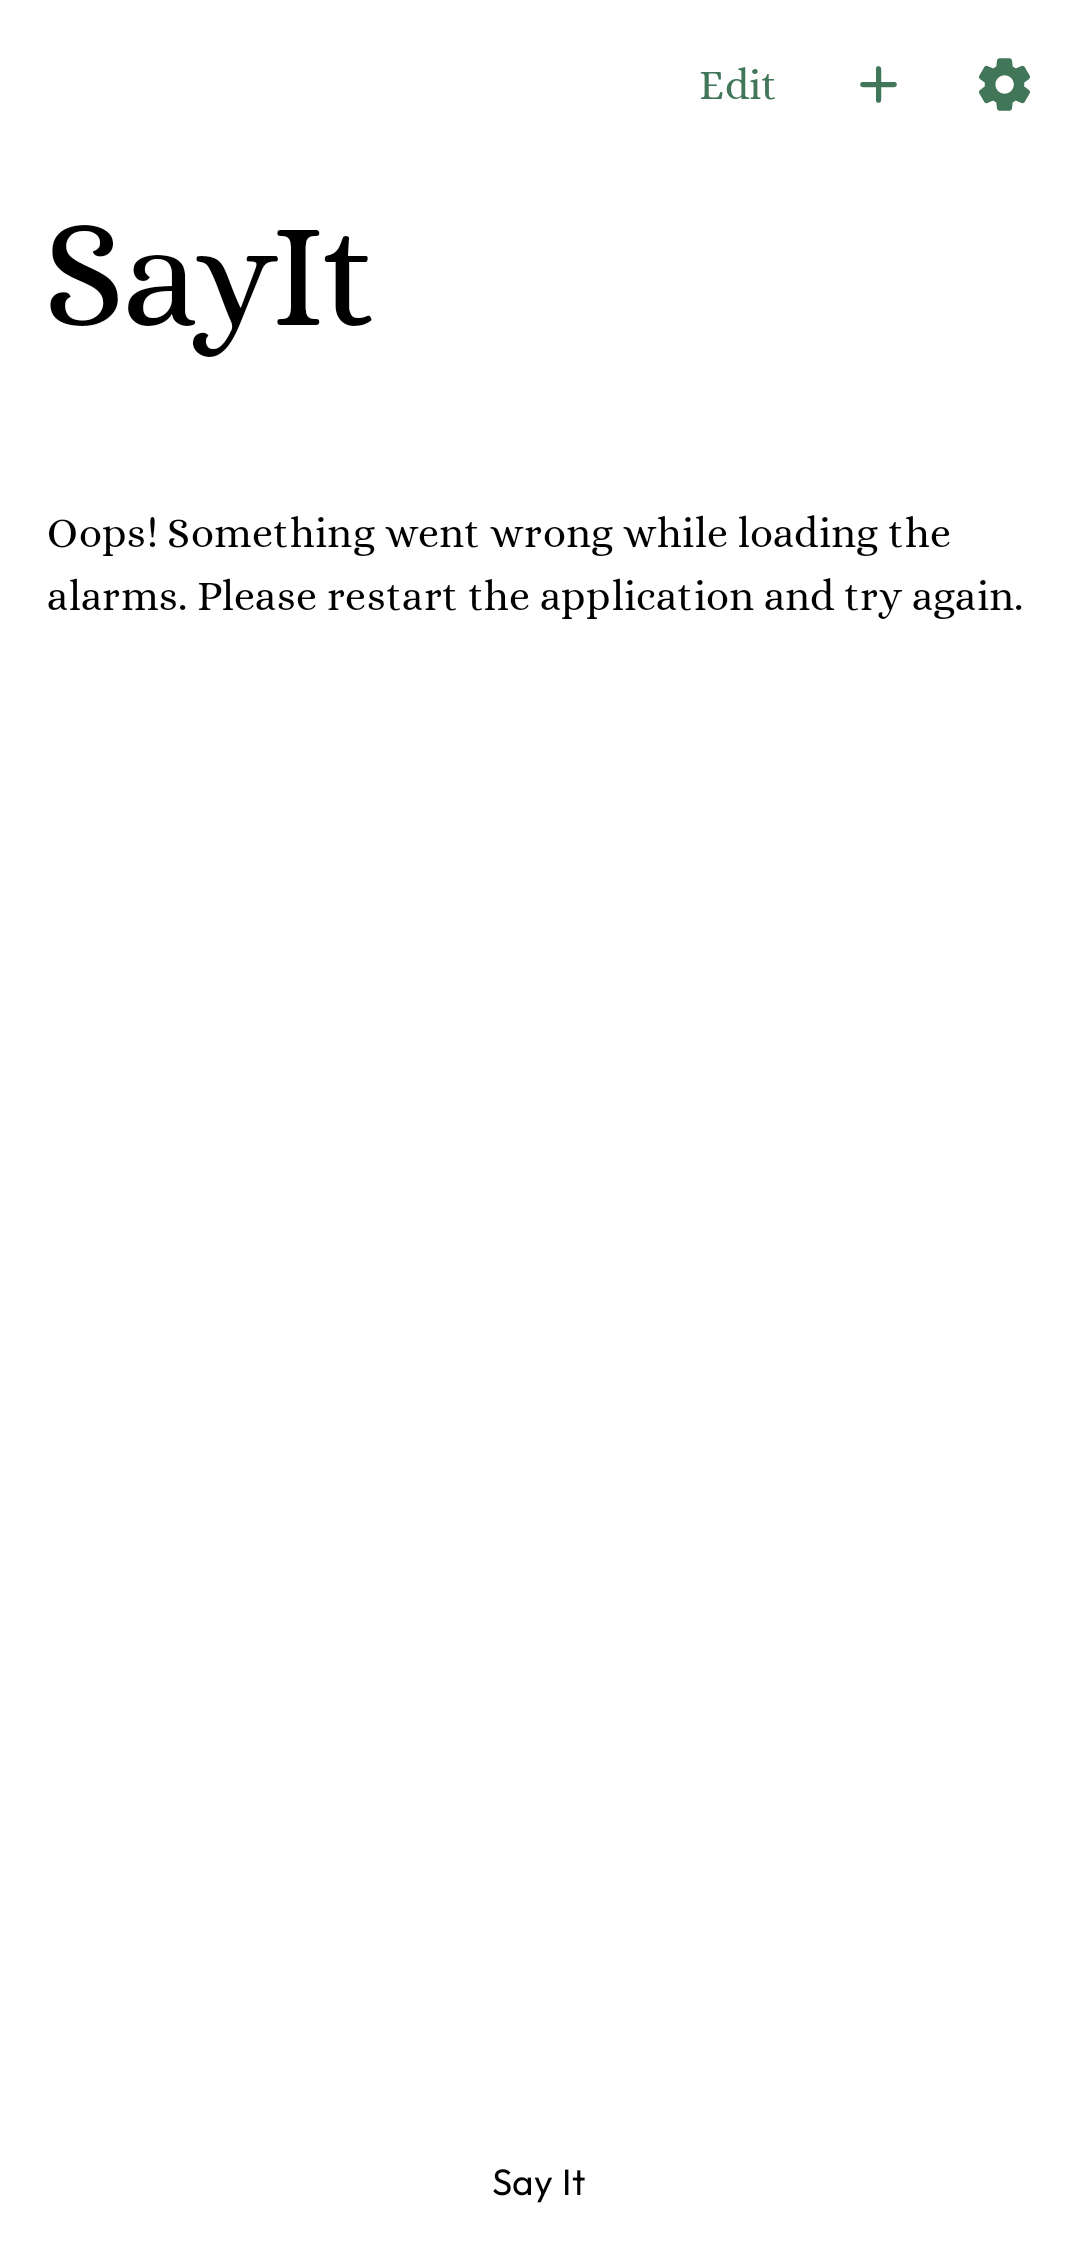 Edit
SayIt
Oops! Something went wrong while loading the
alarms. Please restart the application and try again.
Say It